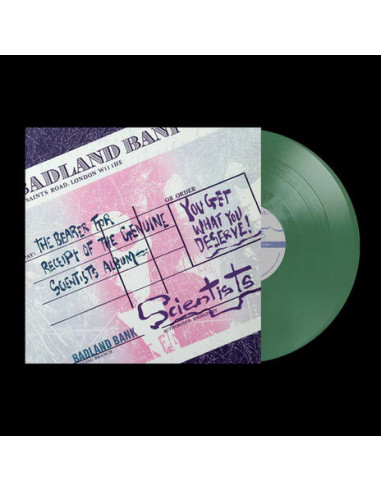 BADLAND BANK
SAINTS ROAD, LONDON W11 1HE
OR ORDER
PAY: THE BEARER FOR
RECEIPT OF THE GENUINE
SCIENTISTS ALBUM
YOU GET
WHAT YOU
DESERVE!
Scientists
BADLAND BANK